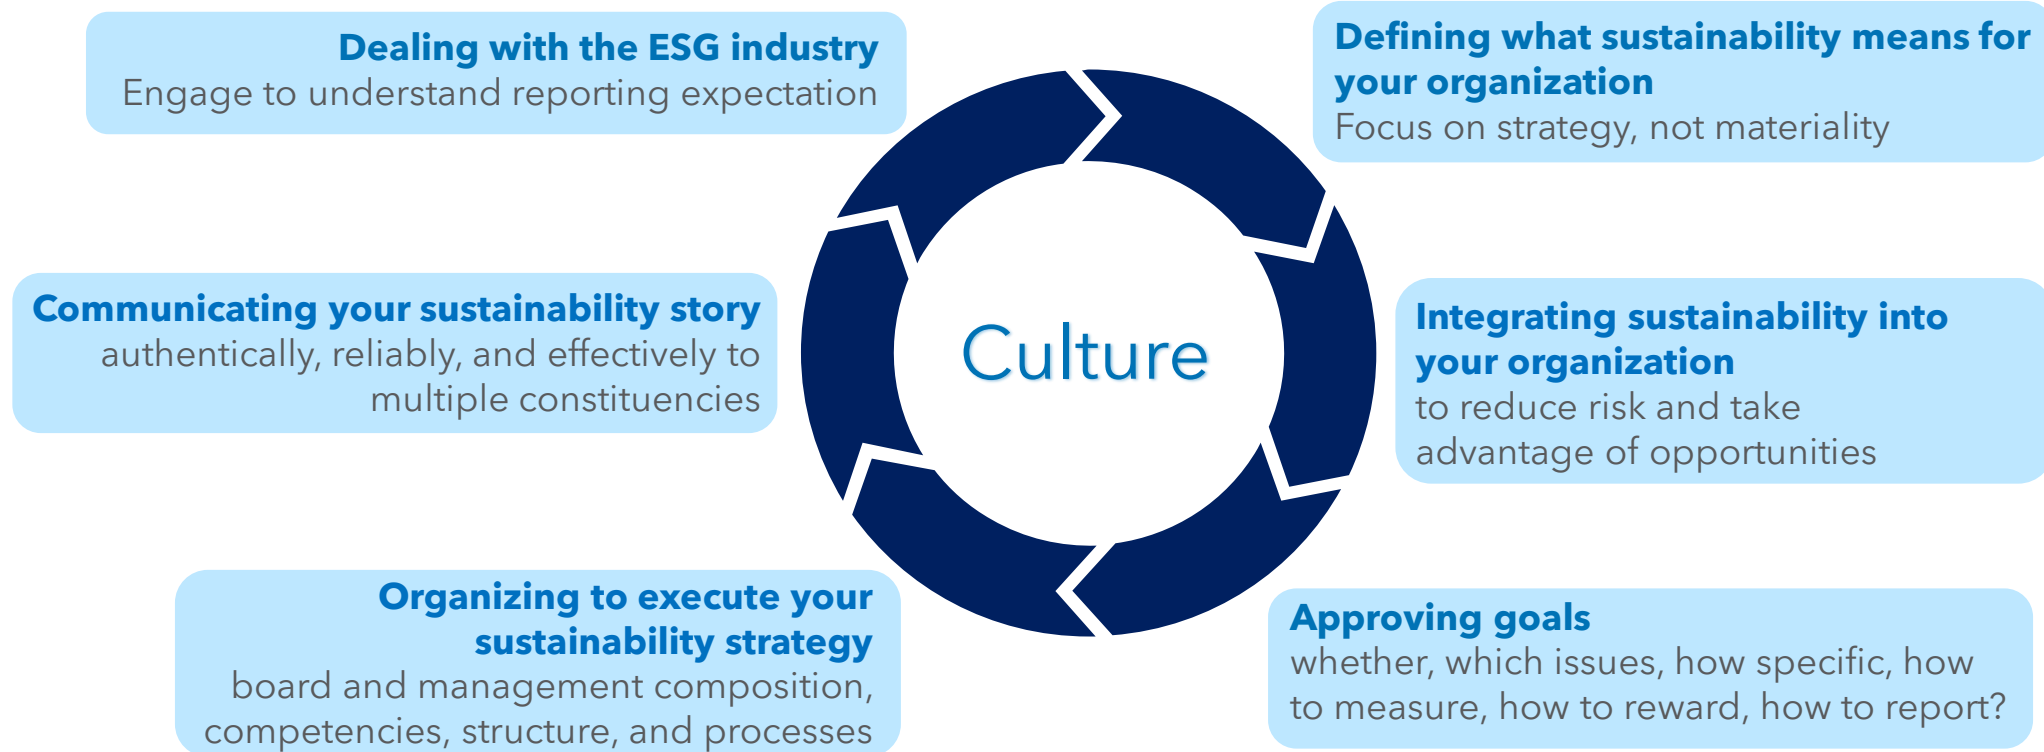 Dealing with the ESG industry
Engage to understand reporting expectation
Defining what sustainability means for
your organization
Focus on strategy, not materiality
Communicating your sustainability story
authentically, reliably, and effectively to
multiple constituencies
Culture
Integrating sustainability into
your organization
to reduce risk and take
advantage of opportunities
Organizing to execute your
sustainability strategy
board and management composition,
competencies, structure, and processes
Approving goals
whether, which issues, how specific, how
to measure, how to reward, how to report?